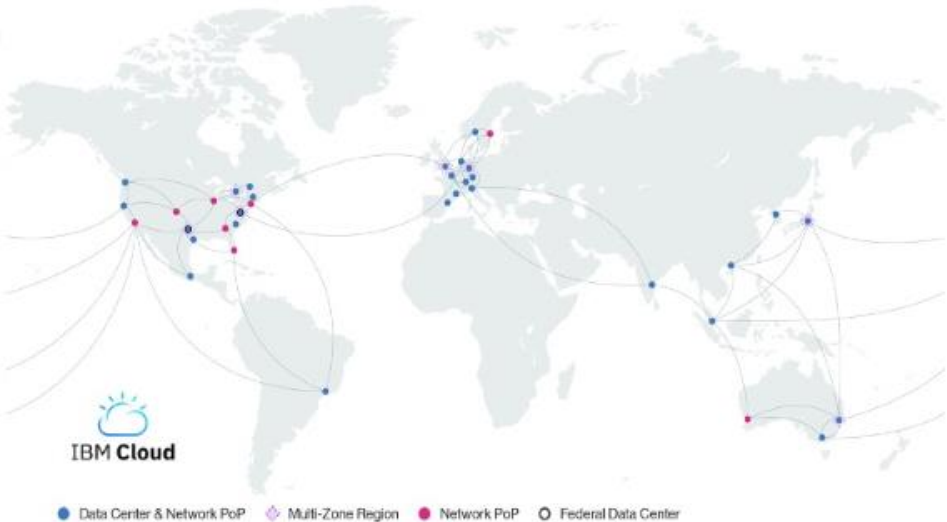 IBM Cloud
Data Center & Network PoP Multi-Zone Region Network PoP Federal Data Center